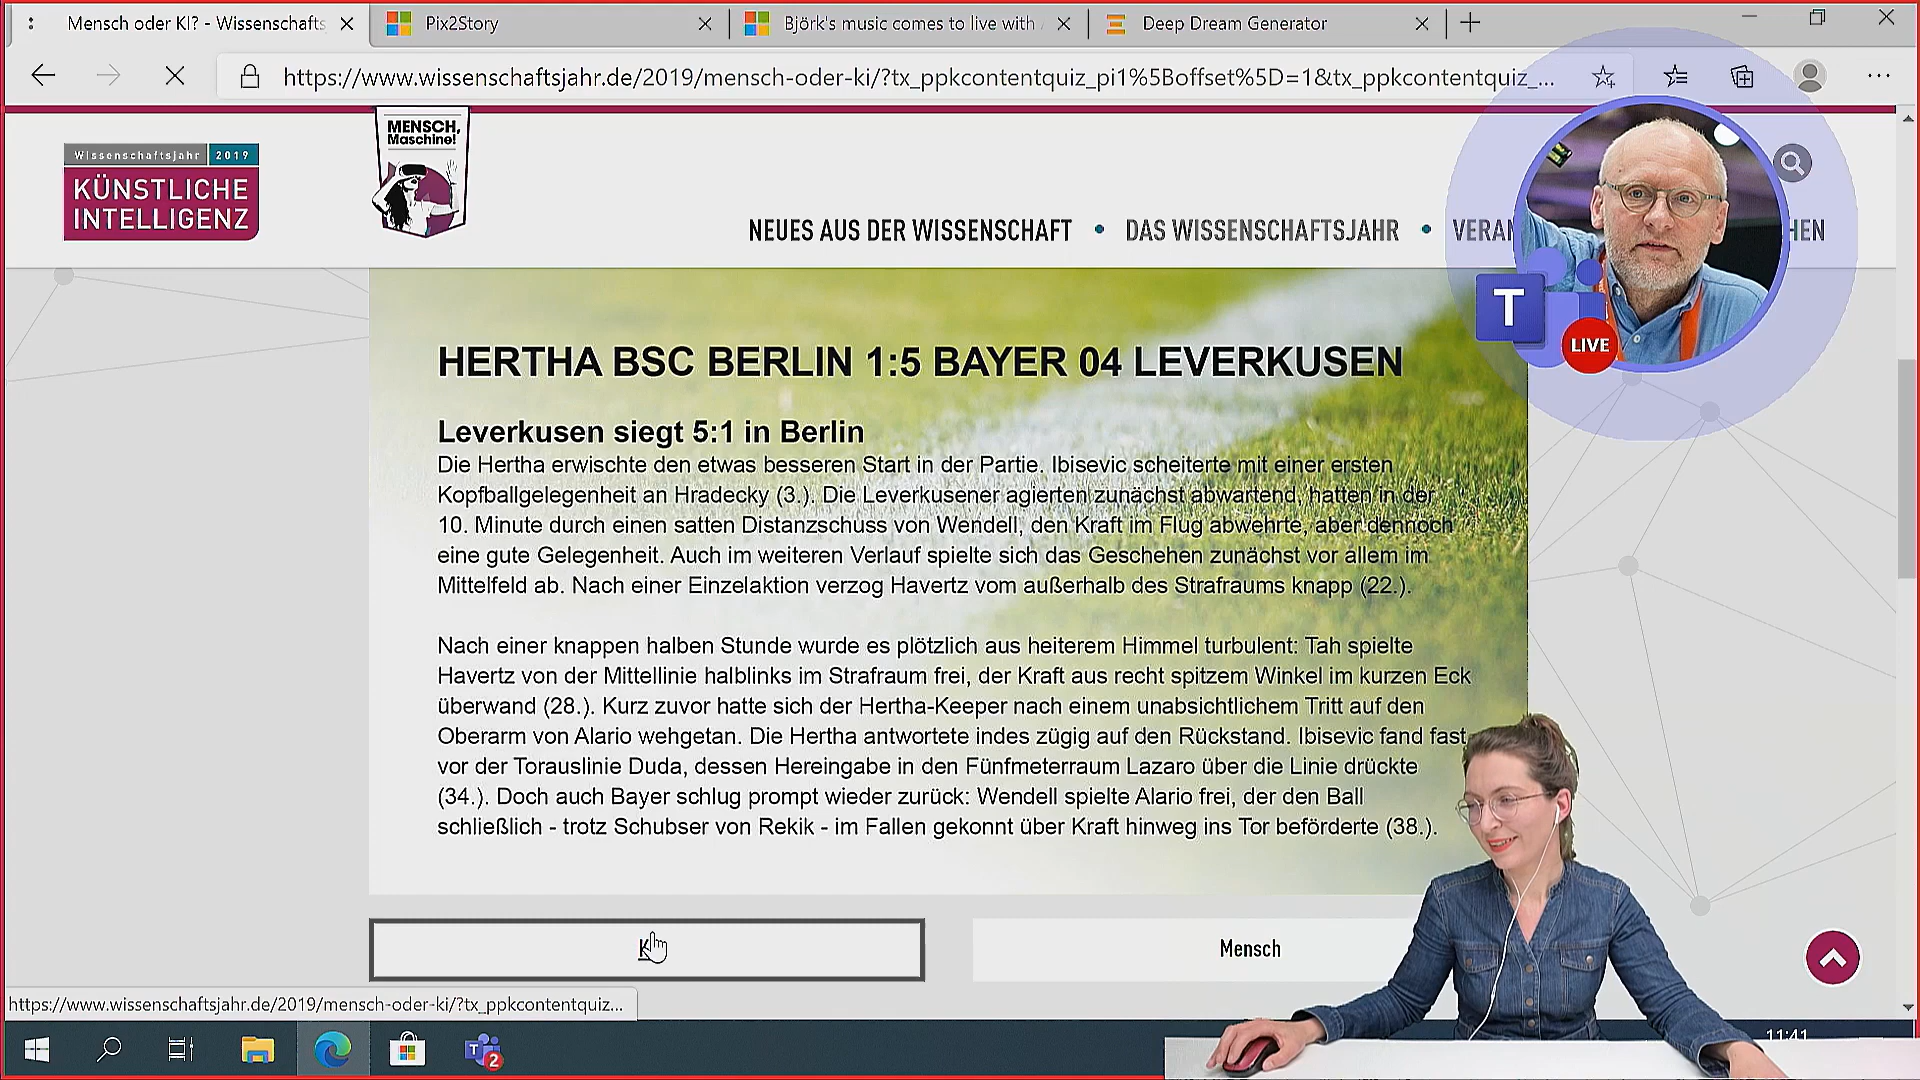 Mensch oder KI? - Wissenschafts
Pix2Story
Björk's music comes to live with
Deep Dream Generator
https://www.wissenschaftsjahr.de/2019/mensch-oder-ki/?tx_ppkcontentquiz_pi1%5Boffset%5D=1&tx_ppkcontentquiz_...
Wissenschaftsjahr 2019
KÜNSTLICHE
INTELLIGENZ
MENSCH,
Maschine!
NEUES AUS DER WISSENSCHAFT • DAS WISSENSCHAFTSJAHR • VERAN HEN
T
LIVE
HERTHA BSC BERLIN 1:5 BAYER 04 LEVERKUSEN
Leverkusen siegt 5:1 in Berlin
Die Hertha erwischte den etwas besseren Start in der Partie. Ibisevic scheiterte mit einer ersten
Kopfballgelegenheit an Hradecky (3.). Die Leverkusener agierten zunächst abwartend, hatten in der
10. Minute durch einen satten Distanzschuss von Wendell, den Kraft im Flug abwehrte, aber dennoch
eine gute Gelegenheit. Auch im weiteren Verlauf spielte sich das Geschehen zunächst vor allem im
Mittelfeld ab. Nach einer Einzelaktion verzog Havertz vom außerhalb des Strafraums knapp (22.).
Nach einer knappen halben Stunde wurde es plötzlich aus heiterem Himmel turbulent: Tah spielte
Havertz von der Mittellinie halblinks im Strafraum frei, der Kraft aus recht spitzem Winkel im kurzen Eck
überwand (28.). Kurz zuvor hatte sich der Hertha-Keeper nach einem unabsichtlichem Tritt auf den
Oberarm von Alario wehgetan. Die Hertha antwortete indes zügig auf den Rückstand. Ibisevic fand fast
vor der Torauslinie Duda, dessen Hereingabe in den Fünfmeterraum Lazaro über die Linie drückte
(34.). Doch auch Bayer schlug prompt wieder zurück: Wendell spielte Alario frei, der den Ball
schließlich - trotz Schubser von Rekik - im Fallen gekonnt über Kraft hinweg ins Tor beförderte (38.).
Mensch
https://www.wissenschaftsjahr.de/2019/mensch-oder-ki/?tx_ppkcontentquiz...
T 2
11:41